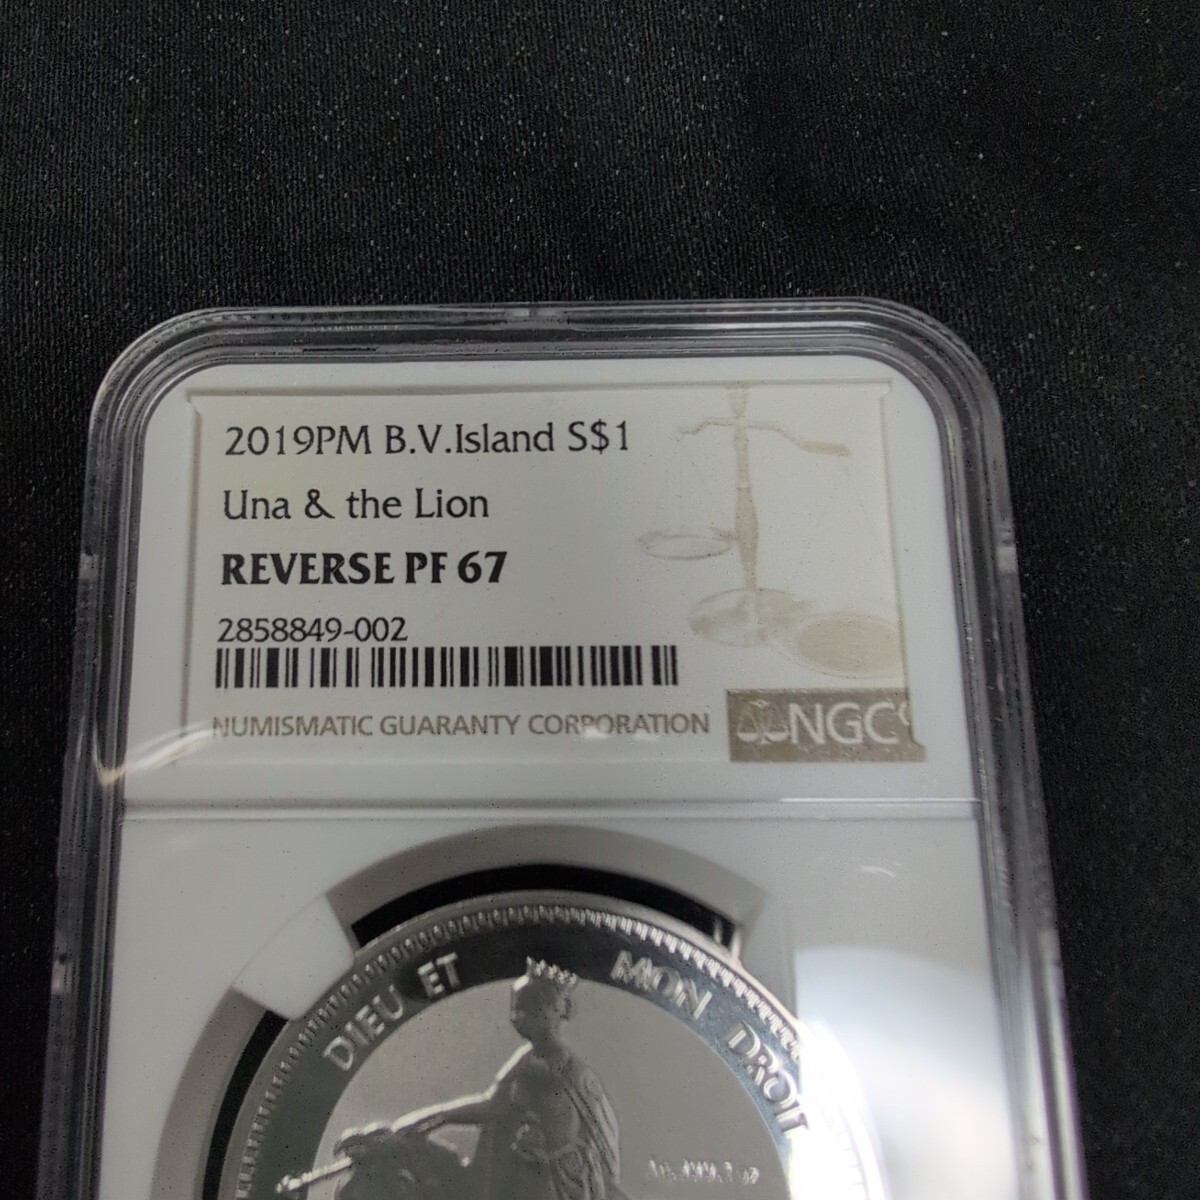 2019PM B.V.Island S$1
Una & the Lion
REVERSE PF 67
2858849-002
NUMISMATIC GUARANTY CORPORATION
NGC
DIEU ET MON DROIT